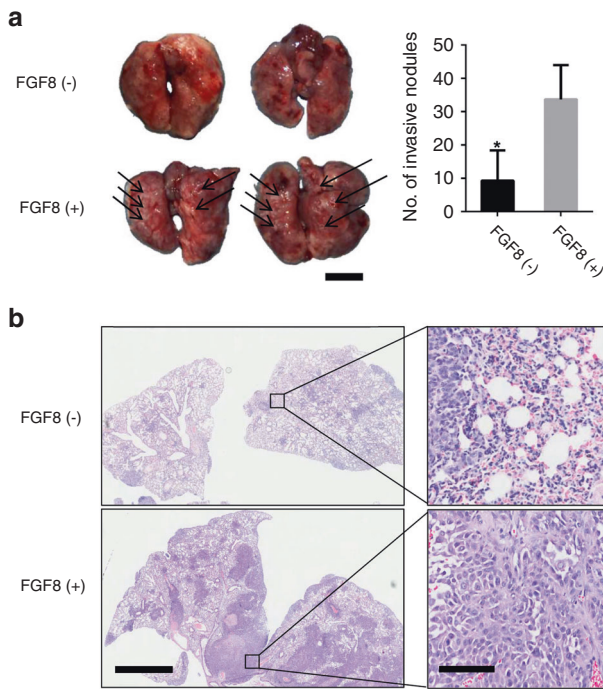 a
FGF8 (-)
FGF8 (+)
No. of invasive nodules
50
40
30
20
10
0
*
FGF8 (-)
FGF8 (+)
b
FGF8 (-)
FGF8 (+)